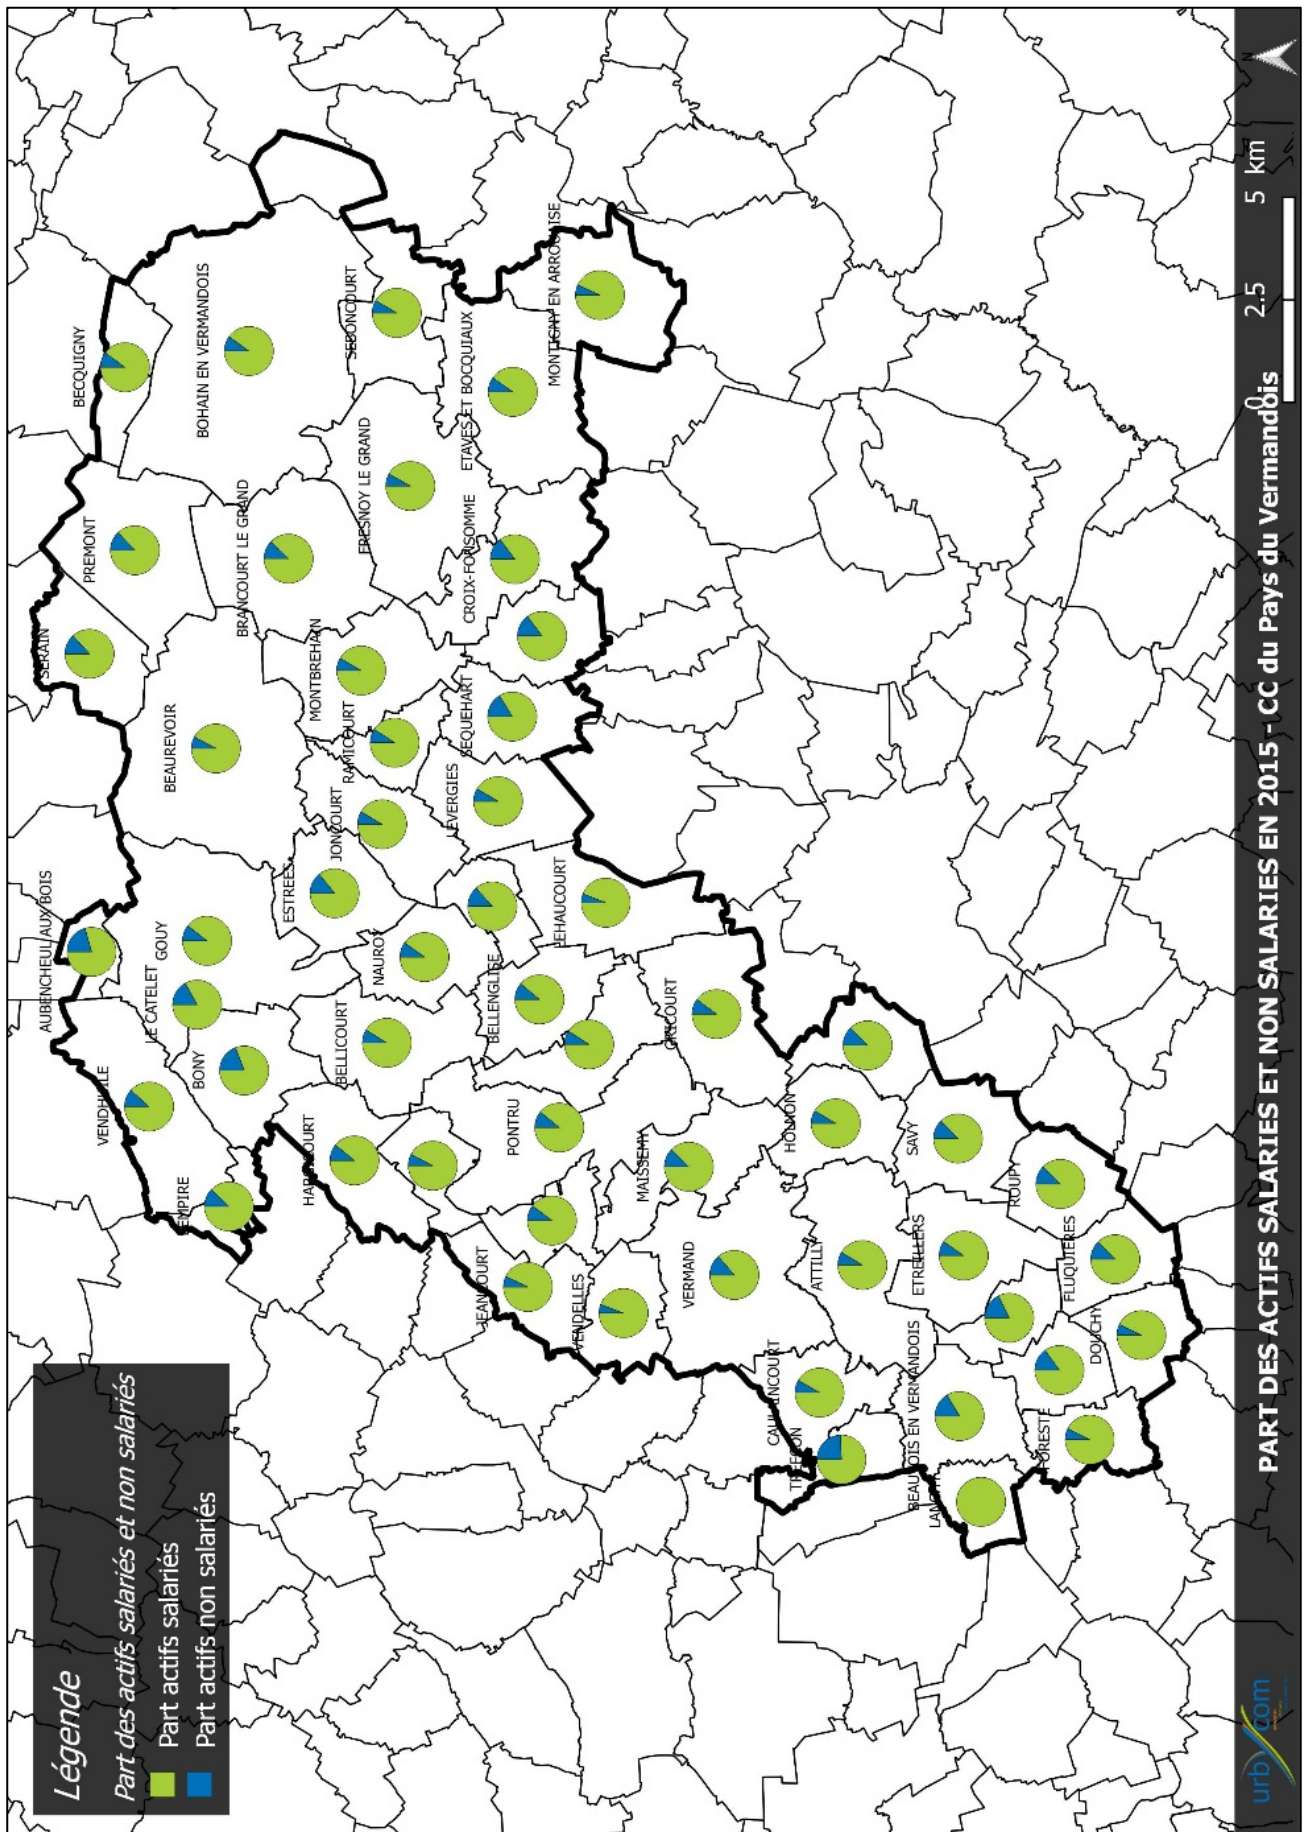 Légende
Part des actifs salariés et non salariés
Part actifs salariés
Part actifs non salariés
AUBENCHEUL AUX BOIS
SERAIN
PREMONT
BECQUIGNY
VENDHUILE
LE CATELET
GOUY
BEAUREVOIR
BOHAIN EN VERMANDOIS
BONY
BRANCOURT LE GRAND
ESTREES
HARGICOURT
BELLICOURT
MONTBREHAIN
JONCOURT
RAMICOURT
SEBONCOURT
NAUROY
FRESNOY LE GRAND
LEVERGIES
SEQUEHART
CROIX-FONSOMME
ETAVES ET BOCQUIAUX
JEANCOURT
BELLENGLISE
PONTRU
LEHAUCOURT
MONTIGNY EN ARROUAISE
VENDELLES
MAISSEMY
GRICOURT
VERMAND
CAULAINCOURT
HOLNON
ATTILLY
BEAUVOIS EN VERMANDOIS
ETREILLERS
SAVY
ROUPY
FORESTE
FLUQUIERES
DOUCHY
0 2.5 5 km
N
PART DES ACTIFS SALARIES ET NON SALARIES EN 2015 - CC du Pays du Vermandois
urbycom